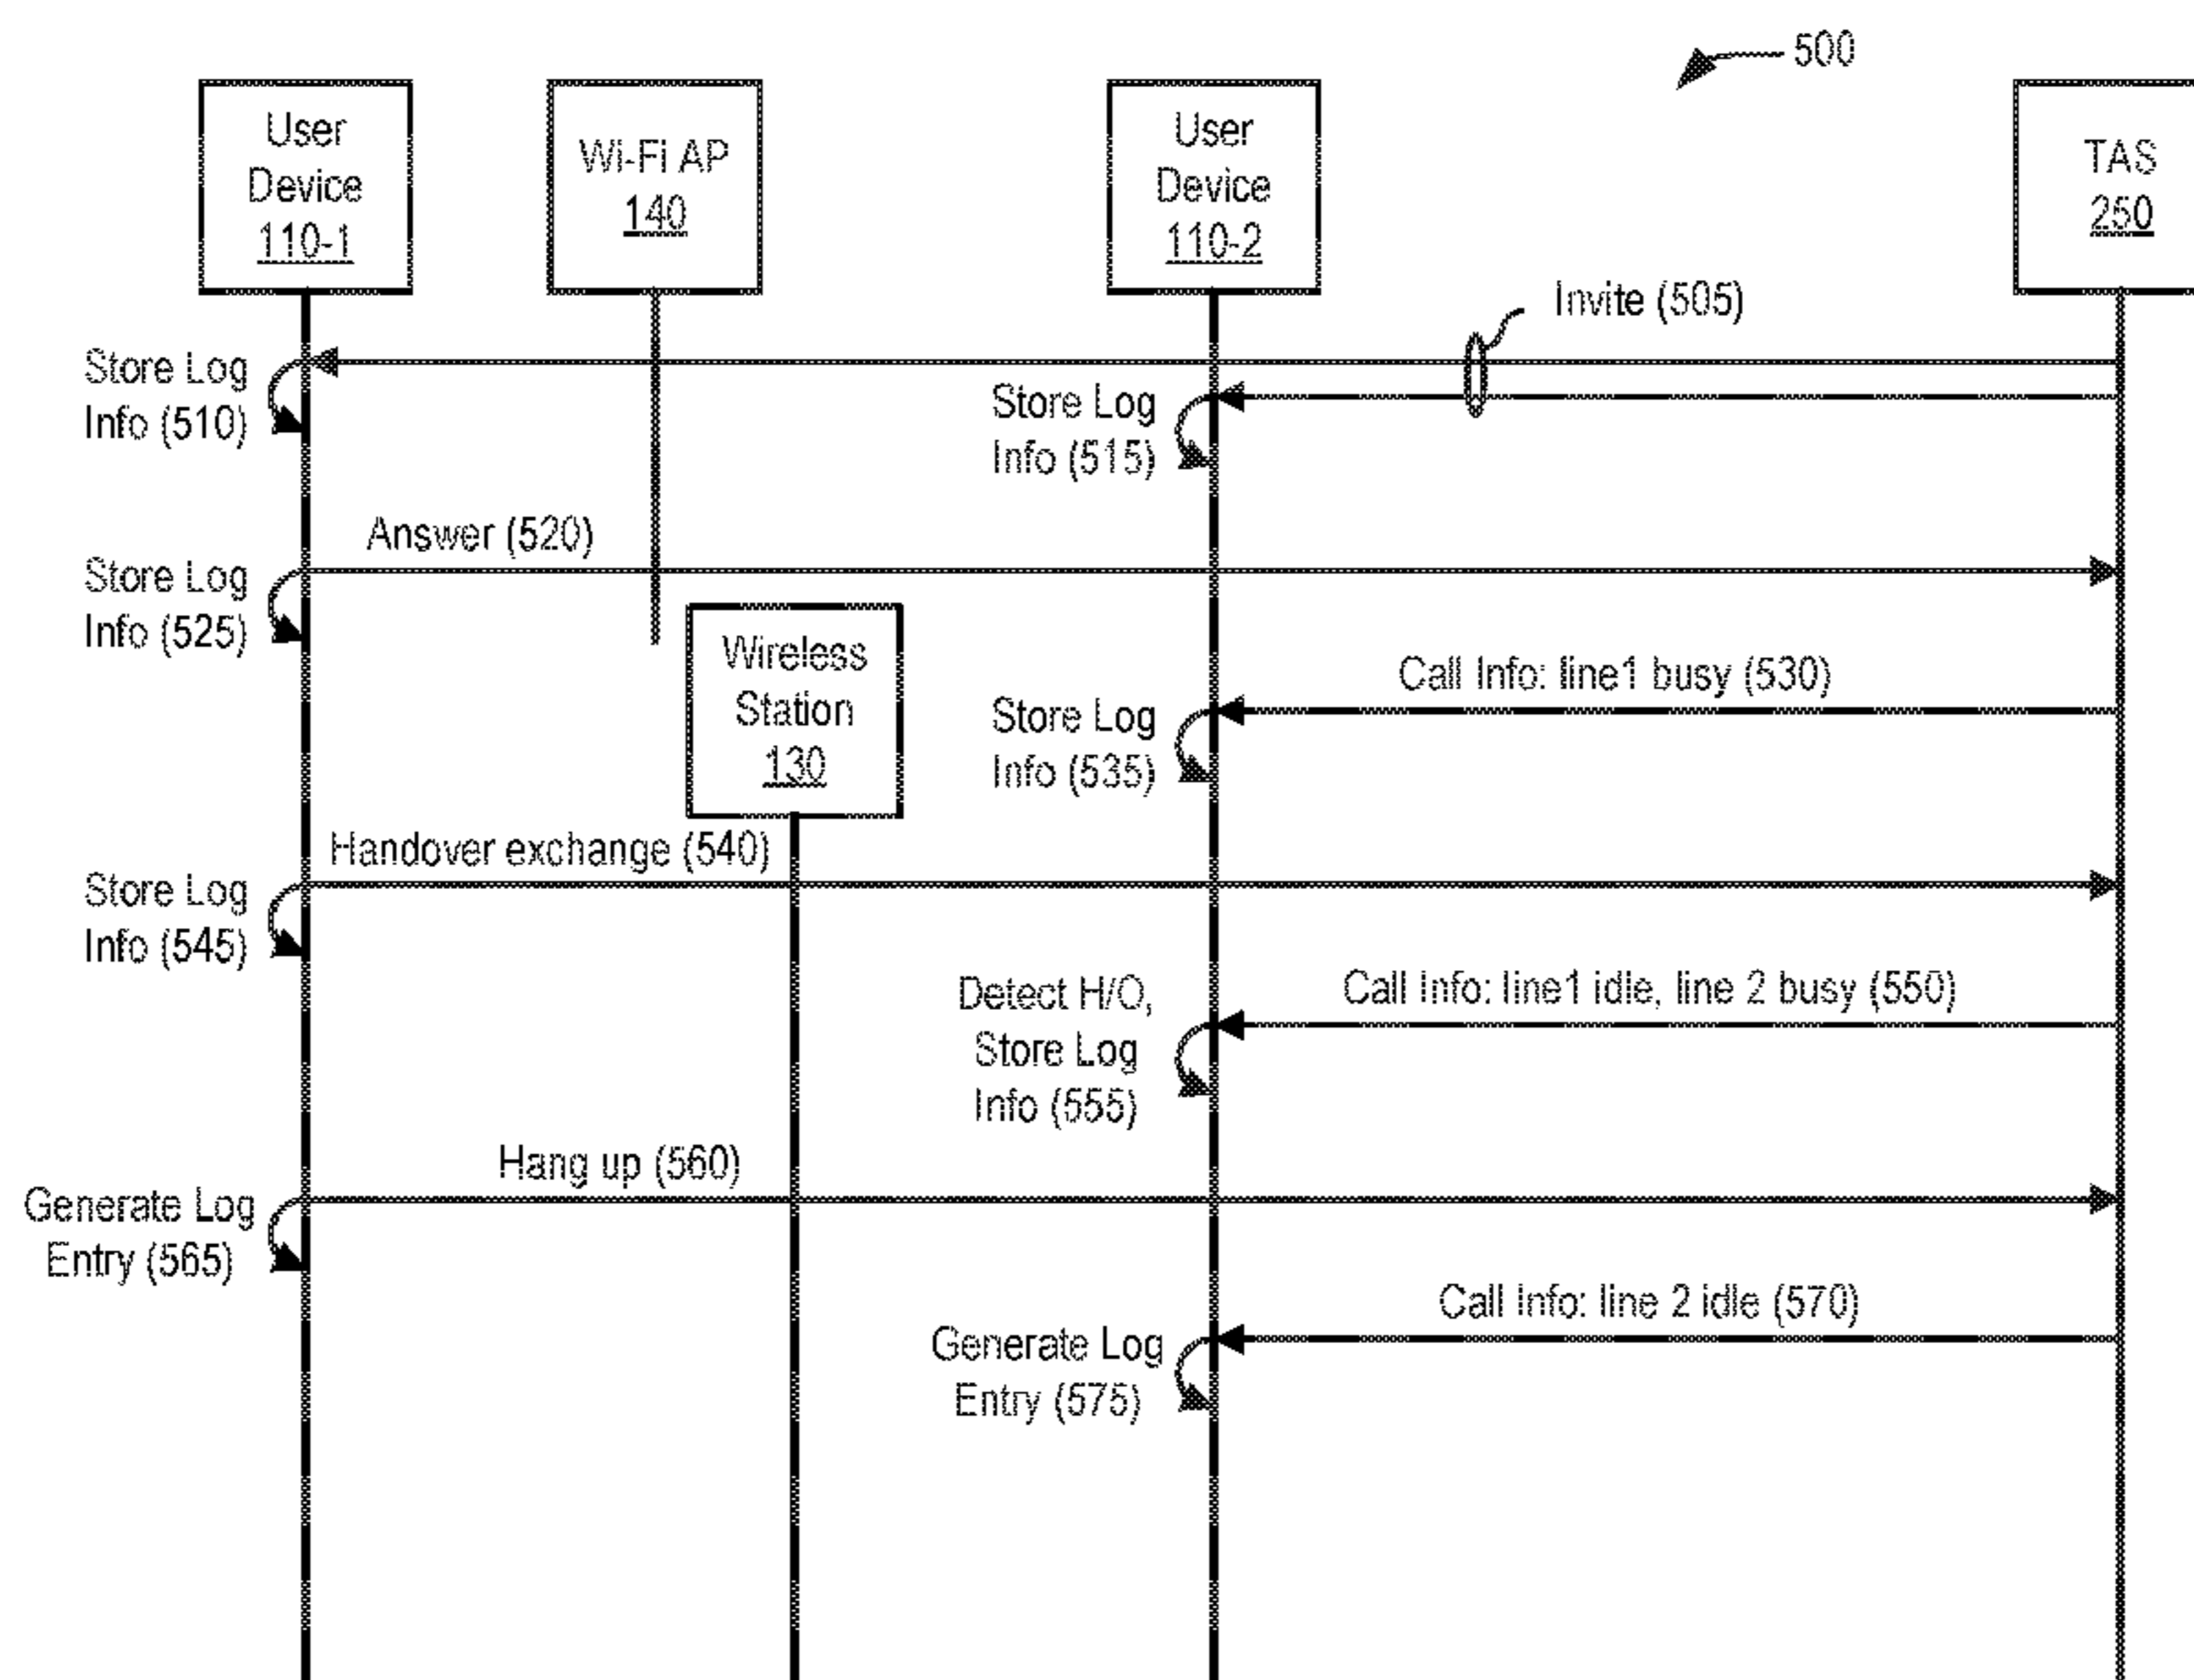 500
User
Device
110-1
Wi-Fi AP
140
User
Device
110-2
TAS
250
Invite (505)
Store Log
Info (510)
Store Log
Info (515)
Answer (520)
Store Log
Info (525)
Wireless
Station
130
Call Info: line1 busy (530)
Store Log
Info (535)
Handover exchange (540)
Store Log
Info (545)
Call Info: line1 idle, line 2 busy (550)
Detect H/O,
Store Log
Info (555)
Hang up (560)
Generate Log
Entry (565)
Call Info: line 2 idle (570)
Generate Log
Entry (575)